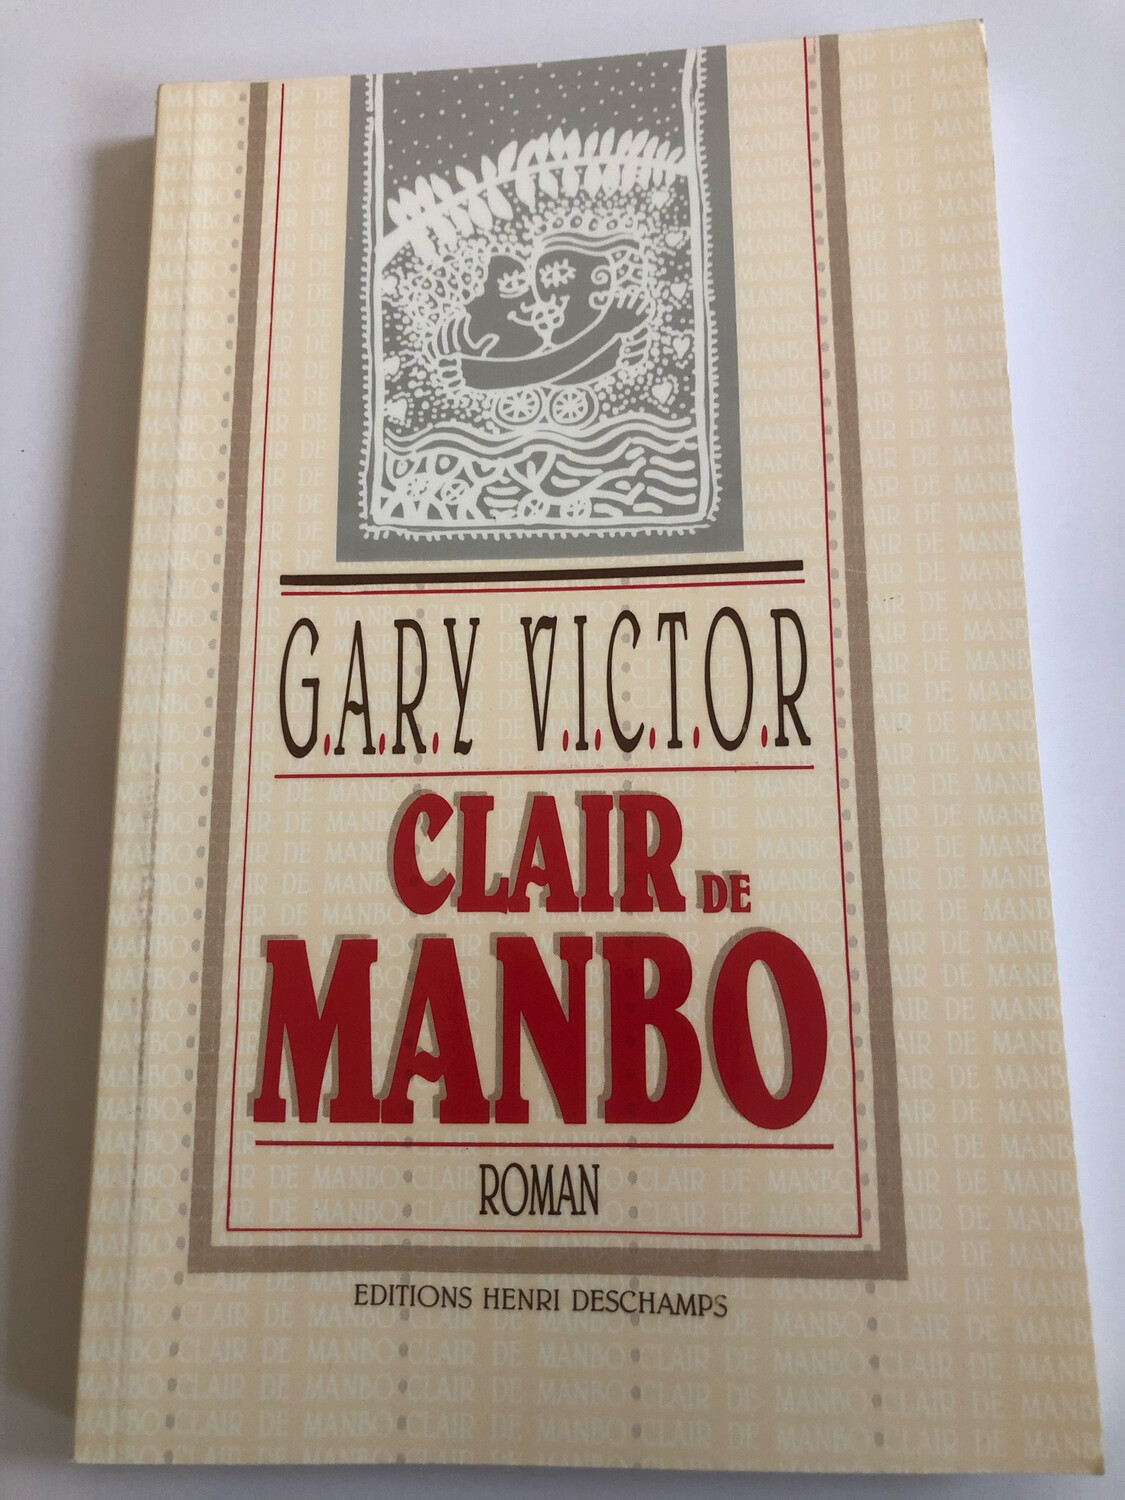 G.A.R.Y V.I.C.T.O.R
CLAIR DE
MANBO
ROMAN
EDITIONS HENRI DESCHAMPS